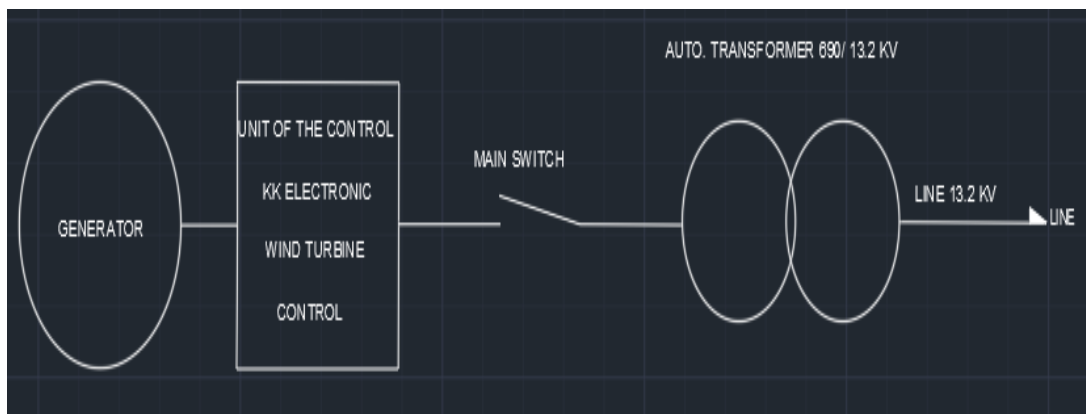 AUTO. TRANSFORMER 690/ 13.2 KV
UNIT OF THE CONTROL
KK ELECTRONIC
WIND TURBINE
CONTROL
MAIN SWITCH
GENERATOR
LINE 13.2 KV
LINE